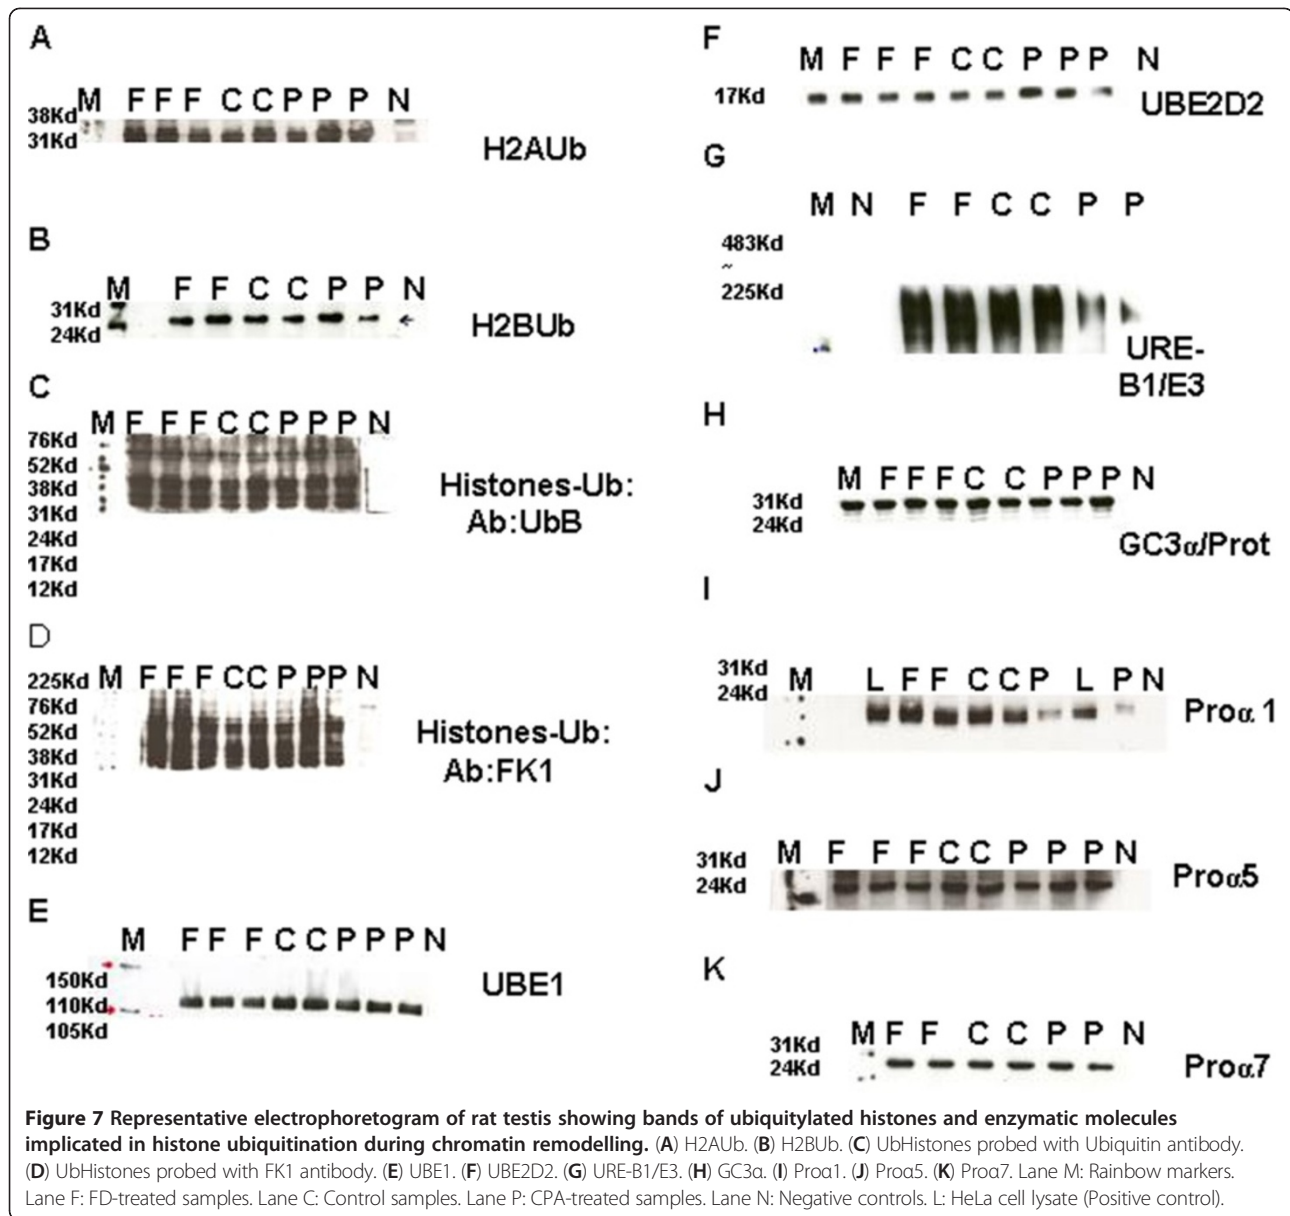 A
M F F F C C P P P N
38Kd
31Kd
H2AUb
B
M F F C C P P N
31Kd
24Kd
H2BUb
C
M F F F C C P P P N
76Kd
52Kd
38Kd
31Kd
24Kd
17Kd
12Kd
Histones-Ub:
Ab:UbB
D
225Kd M F F F C C P P P N
76Kd
52Kd
38Kd
31Kd
24Kd
17Kd
12Kd
Histones-Ub:
Ab:FK1
E
M F F F C C P P P N
150Kd
110Kd
105Kd
UBE1
F
M F F F C C P P P N
17Kd
UBE2D2
G
M N F F C C P P
483Kd
~
225Kd
URE-
B1/E3
H
M F F F C C P P P N
31Kd
24Kd
GC3α/Prot
I
31Kd
24Kd
M L F F C C P L P N
Proα 1
J
M F F F C C P P P N
31Kd
24Kd
Proα5
K
M F F C C P P N
31Kd
24Kd
Proα7
Figure 7 Representative electrophoretogram of rat testis showing bands of ubiquitylated histones and enzymatic molecules
implicated in histone ubiquitination during chromatin remodelling. (A) H2AUb. (B) H2BUb. (C) UbHistones probed with Ubiquitin antibody.
(D) UbHistones probed with FK1 antibody. (E) UBE1. (F) UBE2D2. (G) URE-B1/E3. (H) GC3α. (I) Proα1. (J) Proα5. (K) Proα7. Lane M: Rainbow markers.
Lane F: FD-treated samples. Lane C: Control samples. Lane P: CPA-treated samples. Lane N: Negative controls. L: HeLa cell lysate (Positive control).